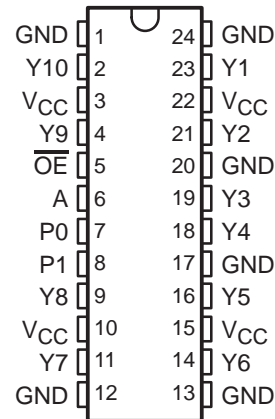 GND 1 24 GND
Y10 2 23 Y1
VCC 3 22 VCC
Y9 4 21 Y2
O̅E̅ 5 20 GND
A 6 19 Y3
P0 7 18 Y4
P1 8 17 GND
Y8 9 16 Y5
VCC 10 15 VCC
Y7 11 14 Y6
GND 12 13 GND